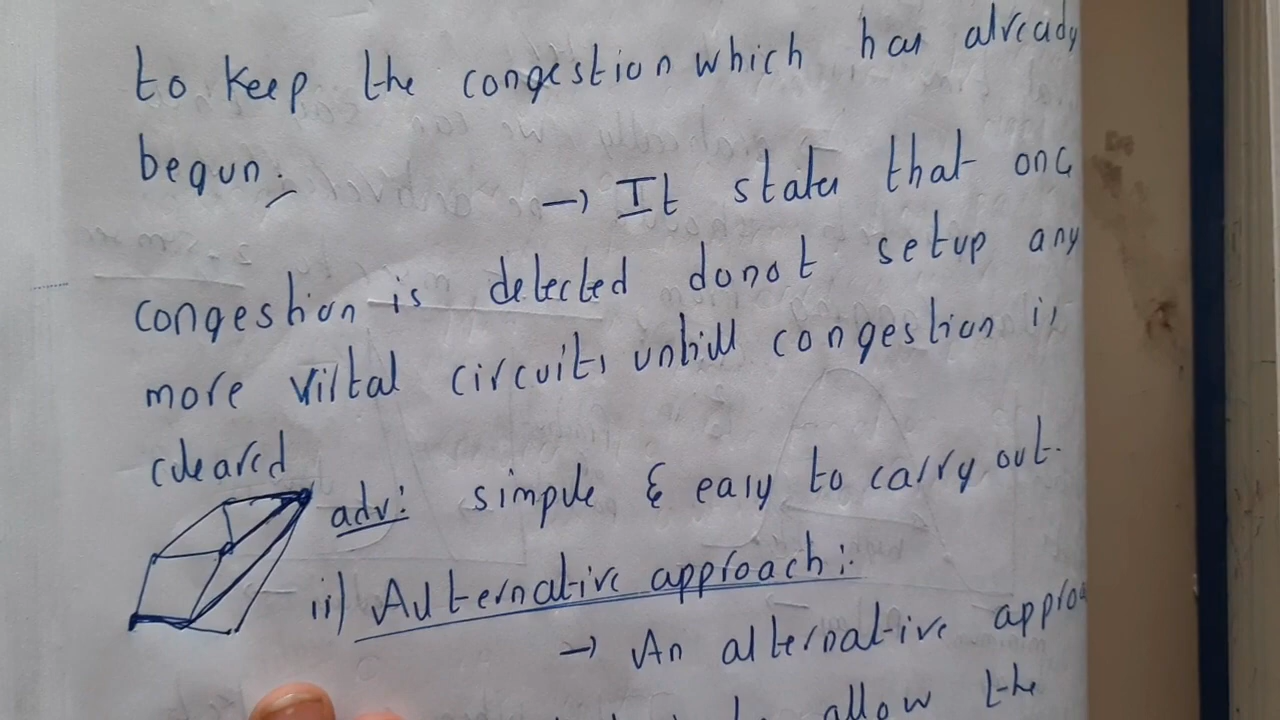 to keep the congestion which has already
begun:
→ It states that onc
congestion is detected donot setup any
more virtal circuits untill congestion is
cleared
adv: simple & easy to carry out.
ii) Alternative approach:
→ An alternative approa
allow the